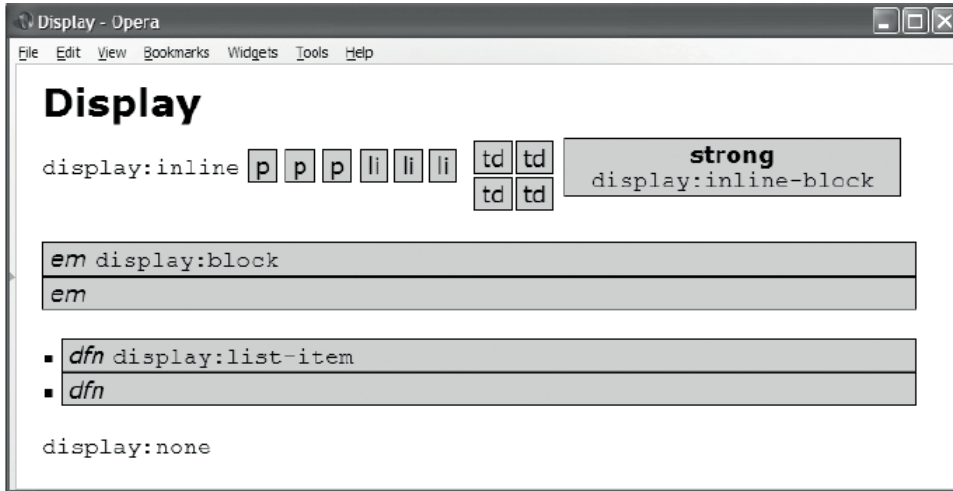 Display - Opera
File Edit View Bookmarks Widgets Tools Help
Display
display:inline p p p li li li td td strong
display:inline-block
td td
em display:block
em
dfn display:list-item
dfn
display:none